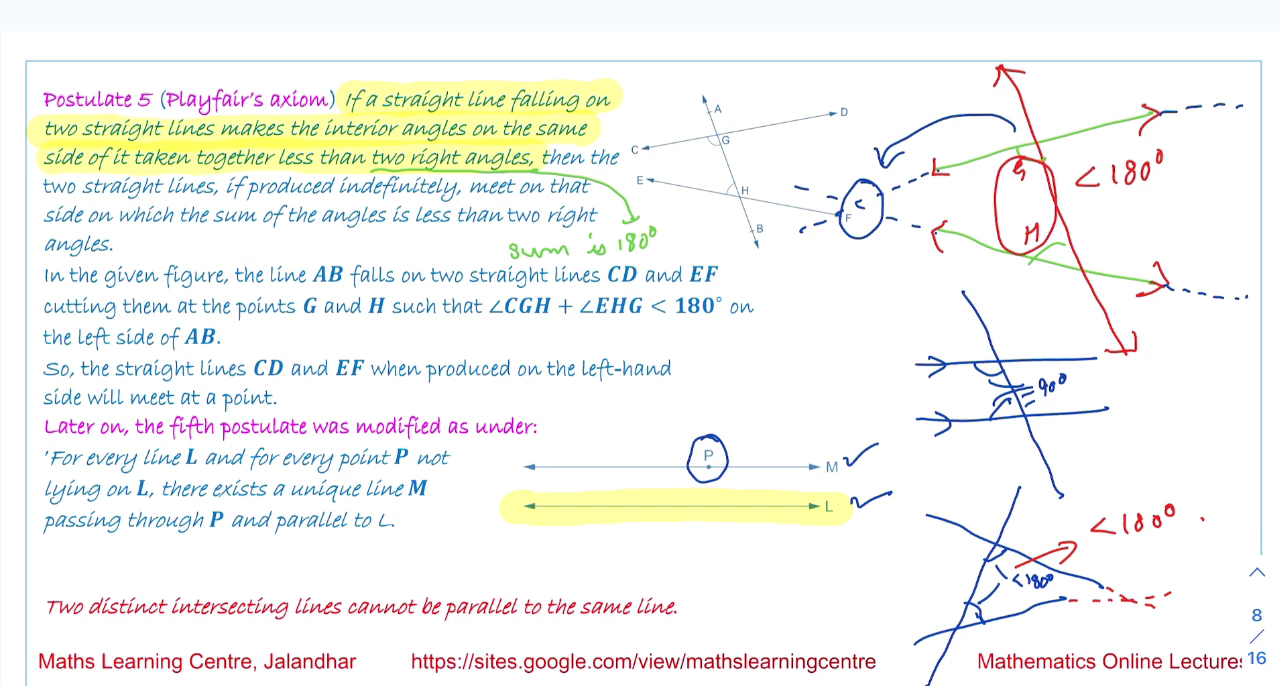 Postulate 5 (Playfair's axiom) If a straight line falling on
two straight lines makes the interior angles on the same
side of it taken together less than two right angles, then the
two straight lines, if produced indefinitely, meet on that
side on which the sum of the angles is less than two right
angles.
sum is 180°
In the given figure, the line AB falls on two straight lines CD and EF
cutting them at the points G and H such that ∠CGH + ∠EHG < 180° on
the left side of AB.
So, the straight lines CD and EF when produced on the left-hand
side will meet at a point.
Later on, the fifth postulate was modified as under:
'For every line L and for every point P not
lying on L, there exists a unique line M
passing through P and parallel to L.
Two distinct intersecting lines cannot be parallel to the same line.
A
D
G
C
E
H
F
B
P
M
L
G
H
< 180°
90°
< 180°
<180°
8
/
16
Maths Learning Centre, Jalandhar
https://sites.google.com/view/mathslearningcentre
Mathematics Online Lectures